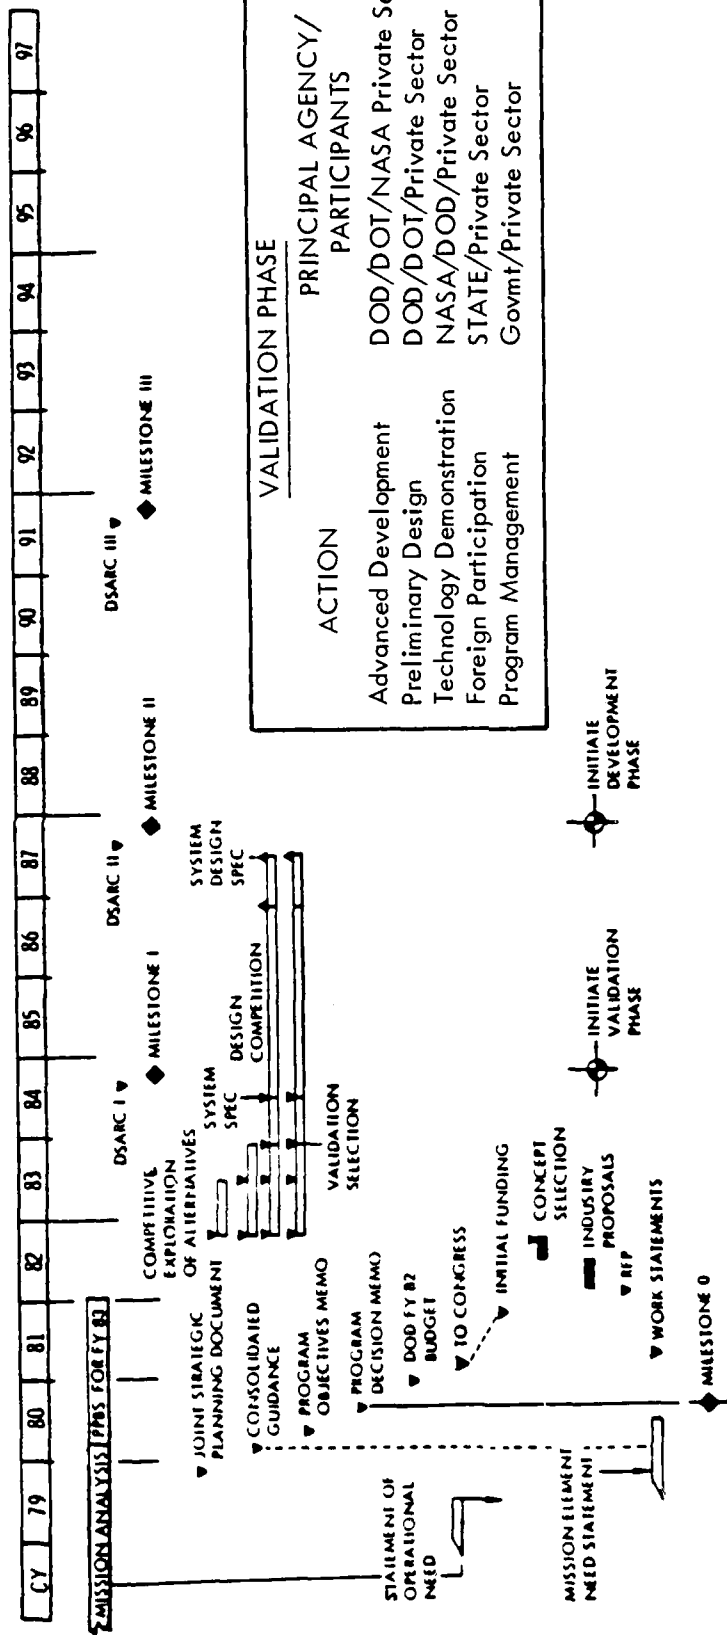 CY 79 80 81 82 83 84 85 86 87 88 89 90 91 92 93 94 95 96 97
MISSION ANALYSIS PPBS FOR FY 83
DSARC I
DSARC II
DSARC III
MILESTONE I
MILESTONE II
MILESTONE III
COMPETITIVE
EXPLORATION
OF ALTERNATIVES
JOINT STRATEGIC
PLANNING DOCUMENT
CONSOLIDATED
GUIDANCE
PROGRAM
OBJECTIVES MEMO
PROGRAM
DECISION MEMO
DOD FY 82
BUDGET
TO CONGRESS
INITIAL FUNDING
SYSTEM
SPEC
DESIGN
COMPETITION
SYSTEM
DESIGN
SPEC
VALIDATION
SELECTION
STATEMENT OF
OPERATIONAL
NEED
CONCEPT
SELECTION
INDUSTRY
PROPOSALS
RFP
WORK STATEMENTS
MISSION ELEMENT
NEED STATEMENT
MILESTONE 0
INITIATE
VALIDATION
PHASE
INITIATE
DEVELOPMENT
PHASE
VALIDATION PHASE
ACTION
PRINCIPAL AGENCY/
PARTICIPANTS
Advanced Development DOD/DOT/NASA Private Se
Preliminary Design DOD/DOT/Private Sector
Technology Demonstration NASA/DOD/Private Sector
Foreign Participation STATE/Private Sector
Program Management Govmt/Private Sector